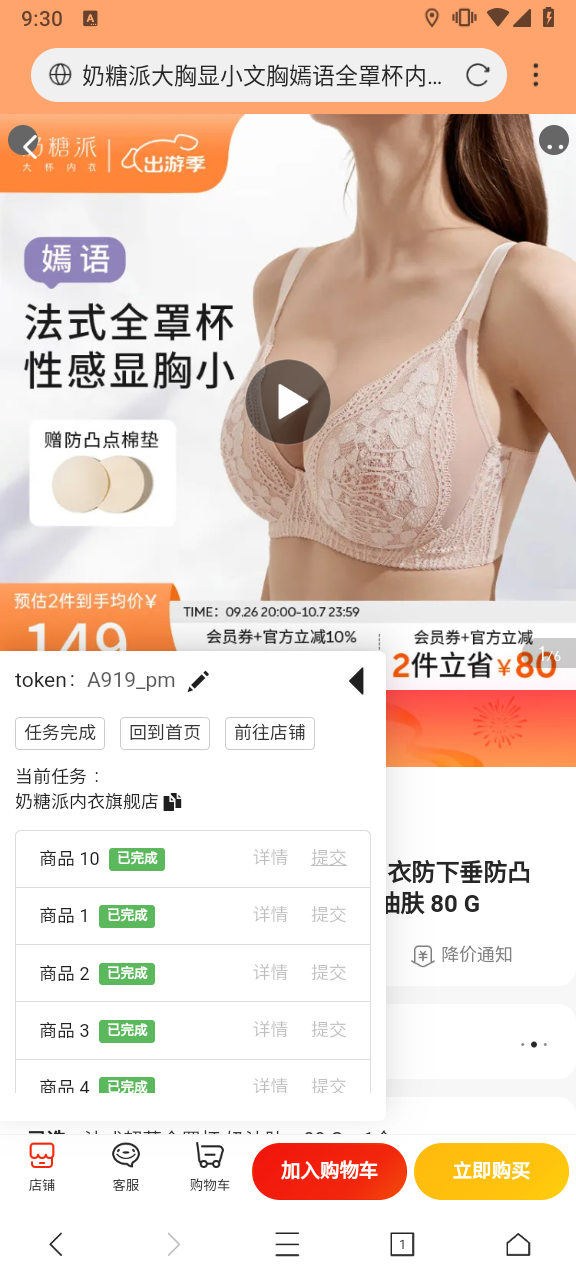 9:30
奶糖派大胸显小文胸嫣语全罩杯内...
奶糖派
大杯内衣
出游季
嫣语
法式全罩杯
性感显胸小
赠防凸点棉垫
预估2件到手均价¥
149
TIME: 09.26 20:00-10.7 23:59
会员券+官方立减10%
会员券+官方立减
2件立省¥80
1/6
token: A919_pm
任务完成
回到首页
前往店铺
当前任务：
奶糖派内衣旗舰店
商品 10 已完成 详情 提交
商品 1 已完成 详情 提交
商品 2 已完成 详情 提交
商品 3 已完成 详情 提交
商品 4 已完成 详情 提交
衣防下垂防凸
油肤 80 G
降价通知
店铺
客服
购物车
加入购物车
立即购买
1